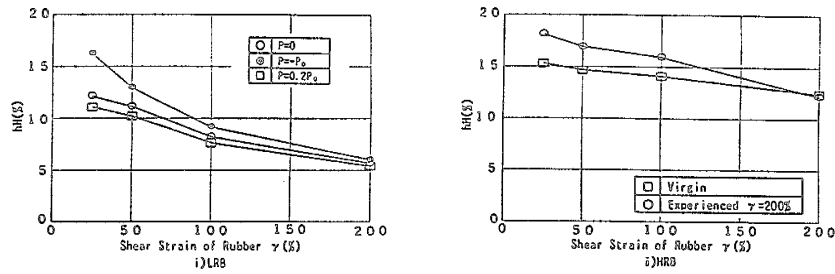 20
15
10
5
0
hH(%)
P=0
P=-P₀
P=0.2P₀
0 50 100 150 200
Shear Strain of Rubber γ(%)
i)LRB
20
15
10
5
0
hH(%)
Virgin
Experienced γ=200%
0 50 100 150 200
Shear Strain of Rubber γ(%)
ii)HRB